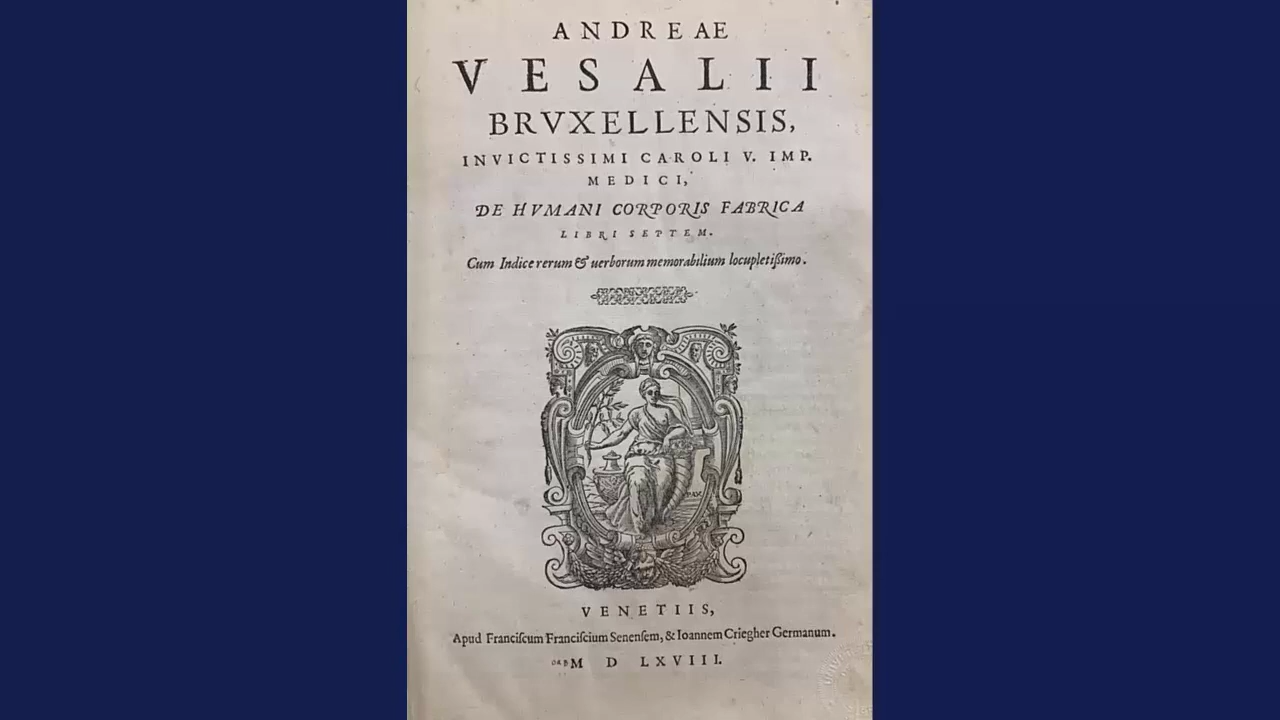 ANDREAE
VESALII
BRVXELLENSIS,
INVICTISSIMI CAROLI V. IMP.
MEDICI,
DE HVMANI CORPORIS FABRICA
LIBRI SEPTEM.
Cum Indice rerum & uerborum memorabilium locupletißimo.
PAX
VENETIIS,
Apud Franciſcum Franciſcium Senenſem, & Ioannem Criegher Germanum.
M D LXVIII.